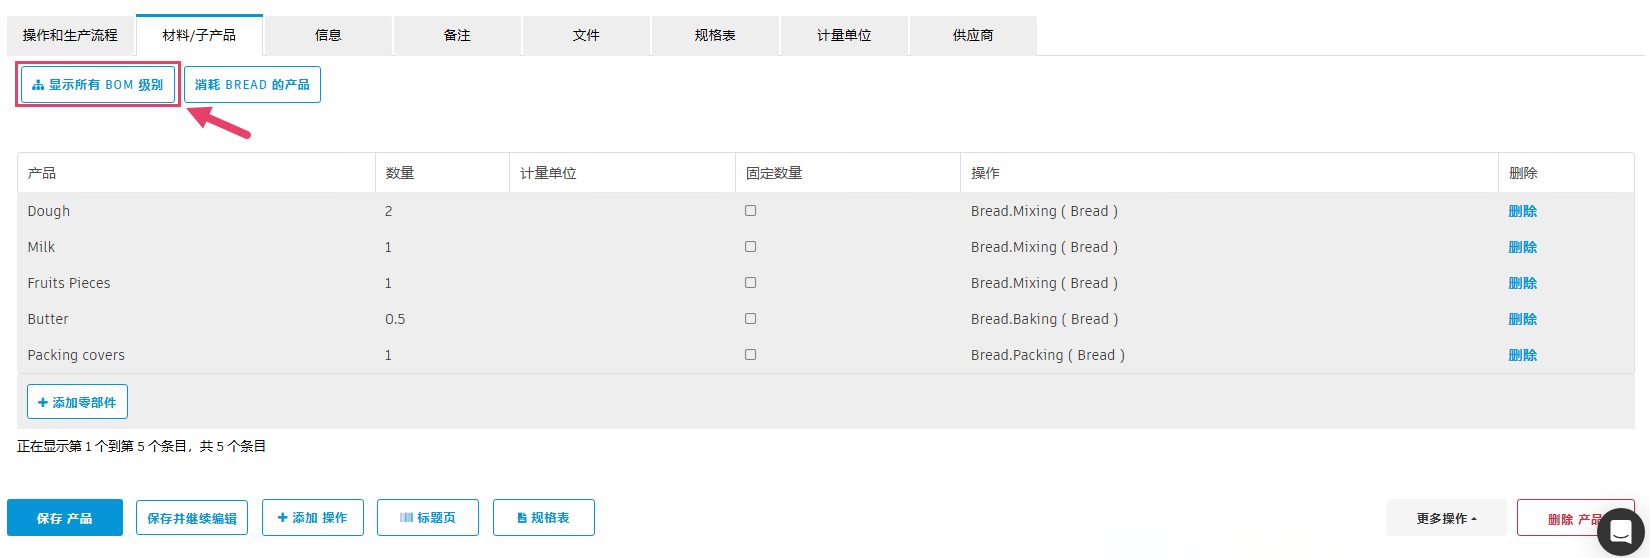 操作和生产流程 材料/子产品 信息 备注 文件 规格表 计量单位 供应商
显示所有 BOM 级别 消耗 BREAD 的产品
产品 数量 计量单位 固定数量 操作 删除
Dough 2 Bread.Mixing ( Bread ) 删除
Milk 1 Bread.Mixing ( Bread ) 删除
Fruits Pieces 1 Bread.Mixing ( Bread ) 删除
Butter 0.5 Bread.Baking ( Bread ) 删除
Packing covers 1 Bread.Packing ( Bread ) 删除
+ 添加零部件
正在显示第 1 个到第 5 个条目，共 5 个条目
保存 产品 保存并继续编辑 + 添加 操作 标题页 规格表 更多操作 删除 产